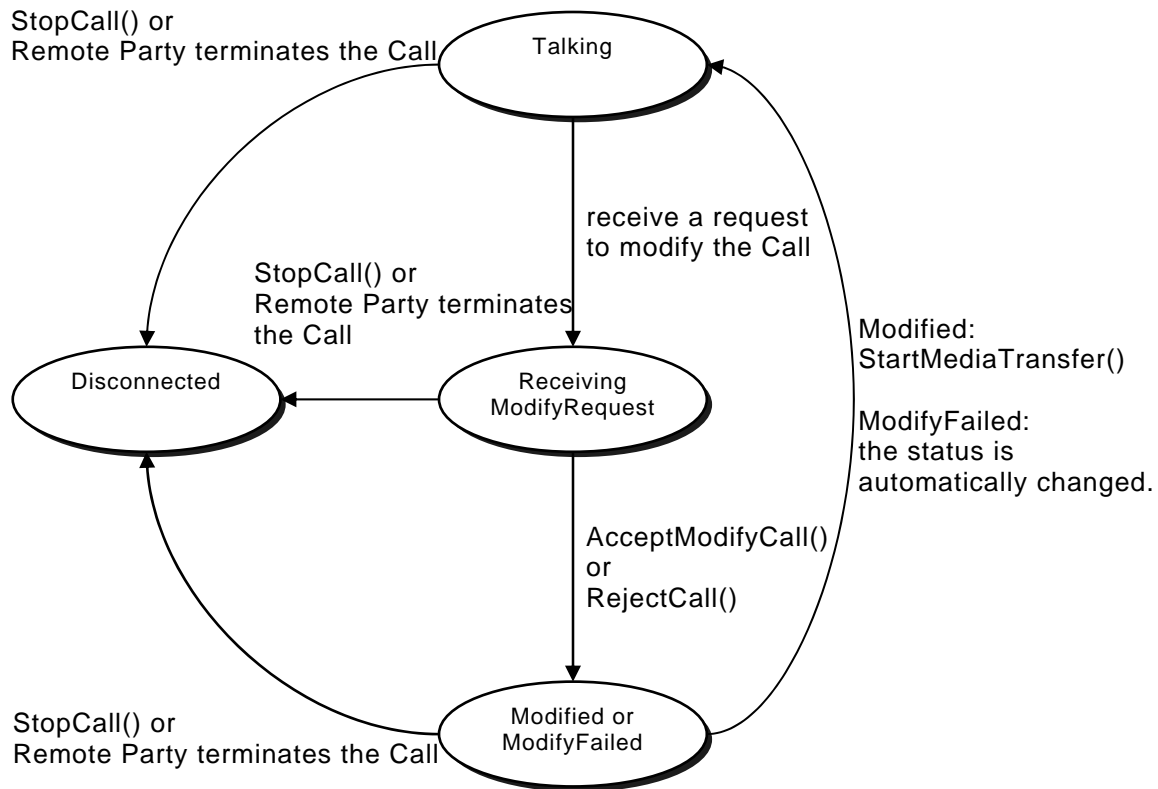 StopCall() or
Remote Party terminates the Call
Talking
receive a request
to modify the Call
StopCall() or
Remote Party terminates
the Call
Modified:
StartMediaTransfer()
ModifyFailed:
the status is
automatically changed.
Disconnected
Receiving
ModifyRequest
AcceptModifyCall()
or
RejectCall()
StopCall() or
Remote Party terminates the Call
Modified or
ModifyFailed